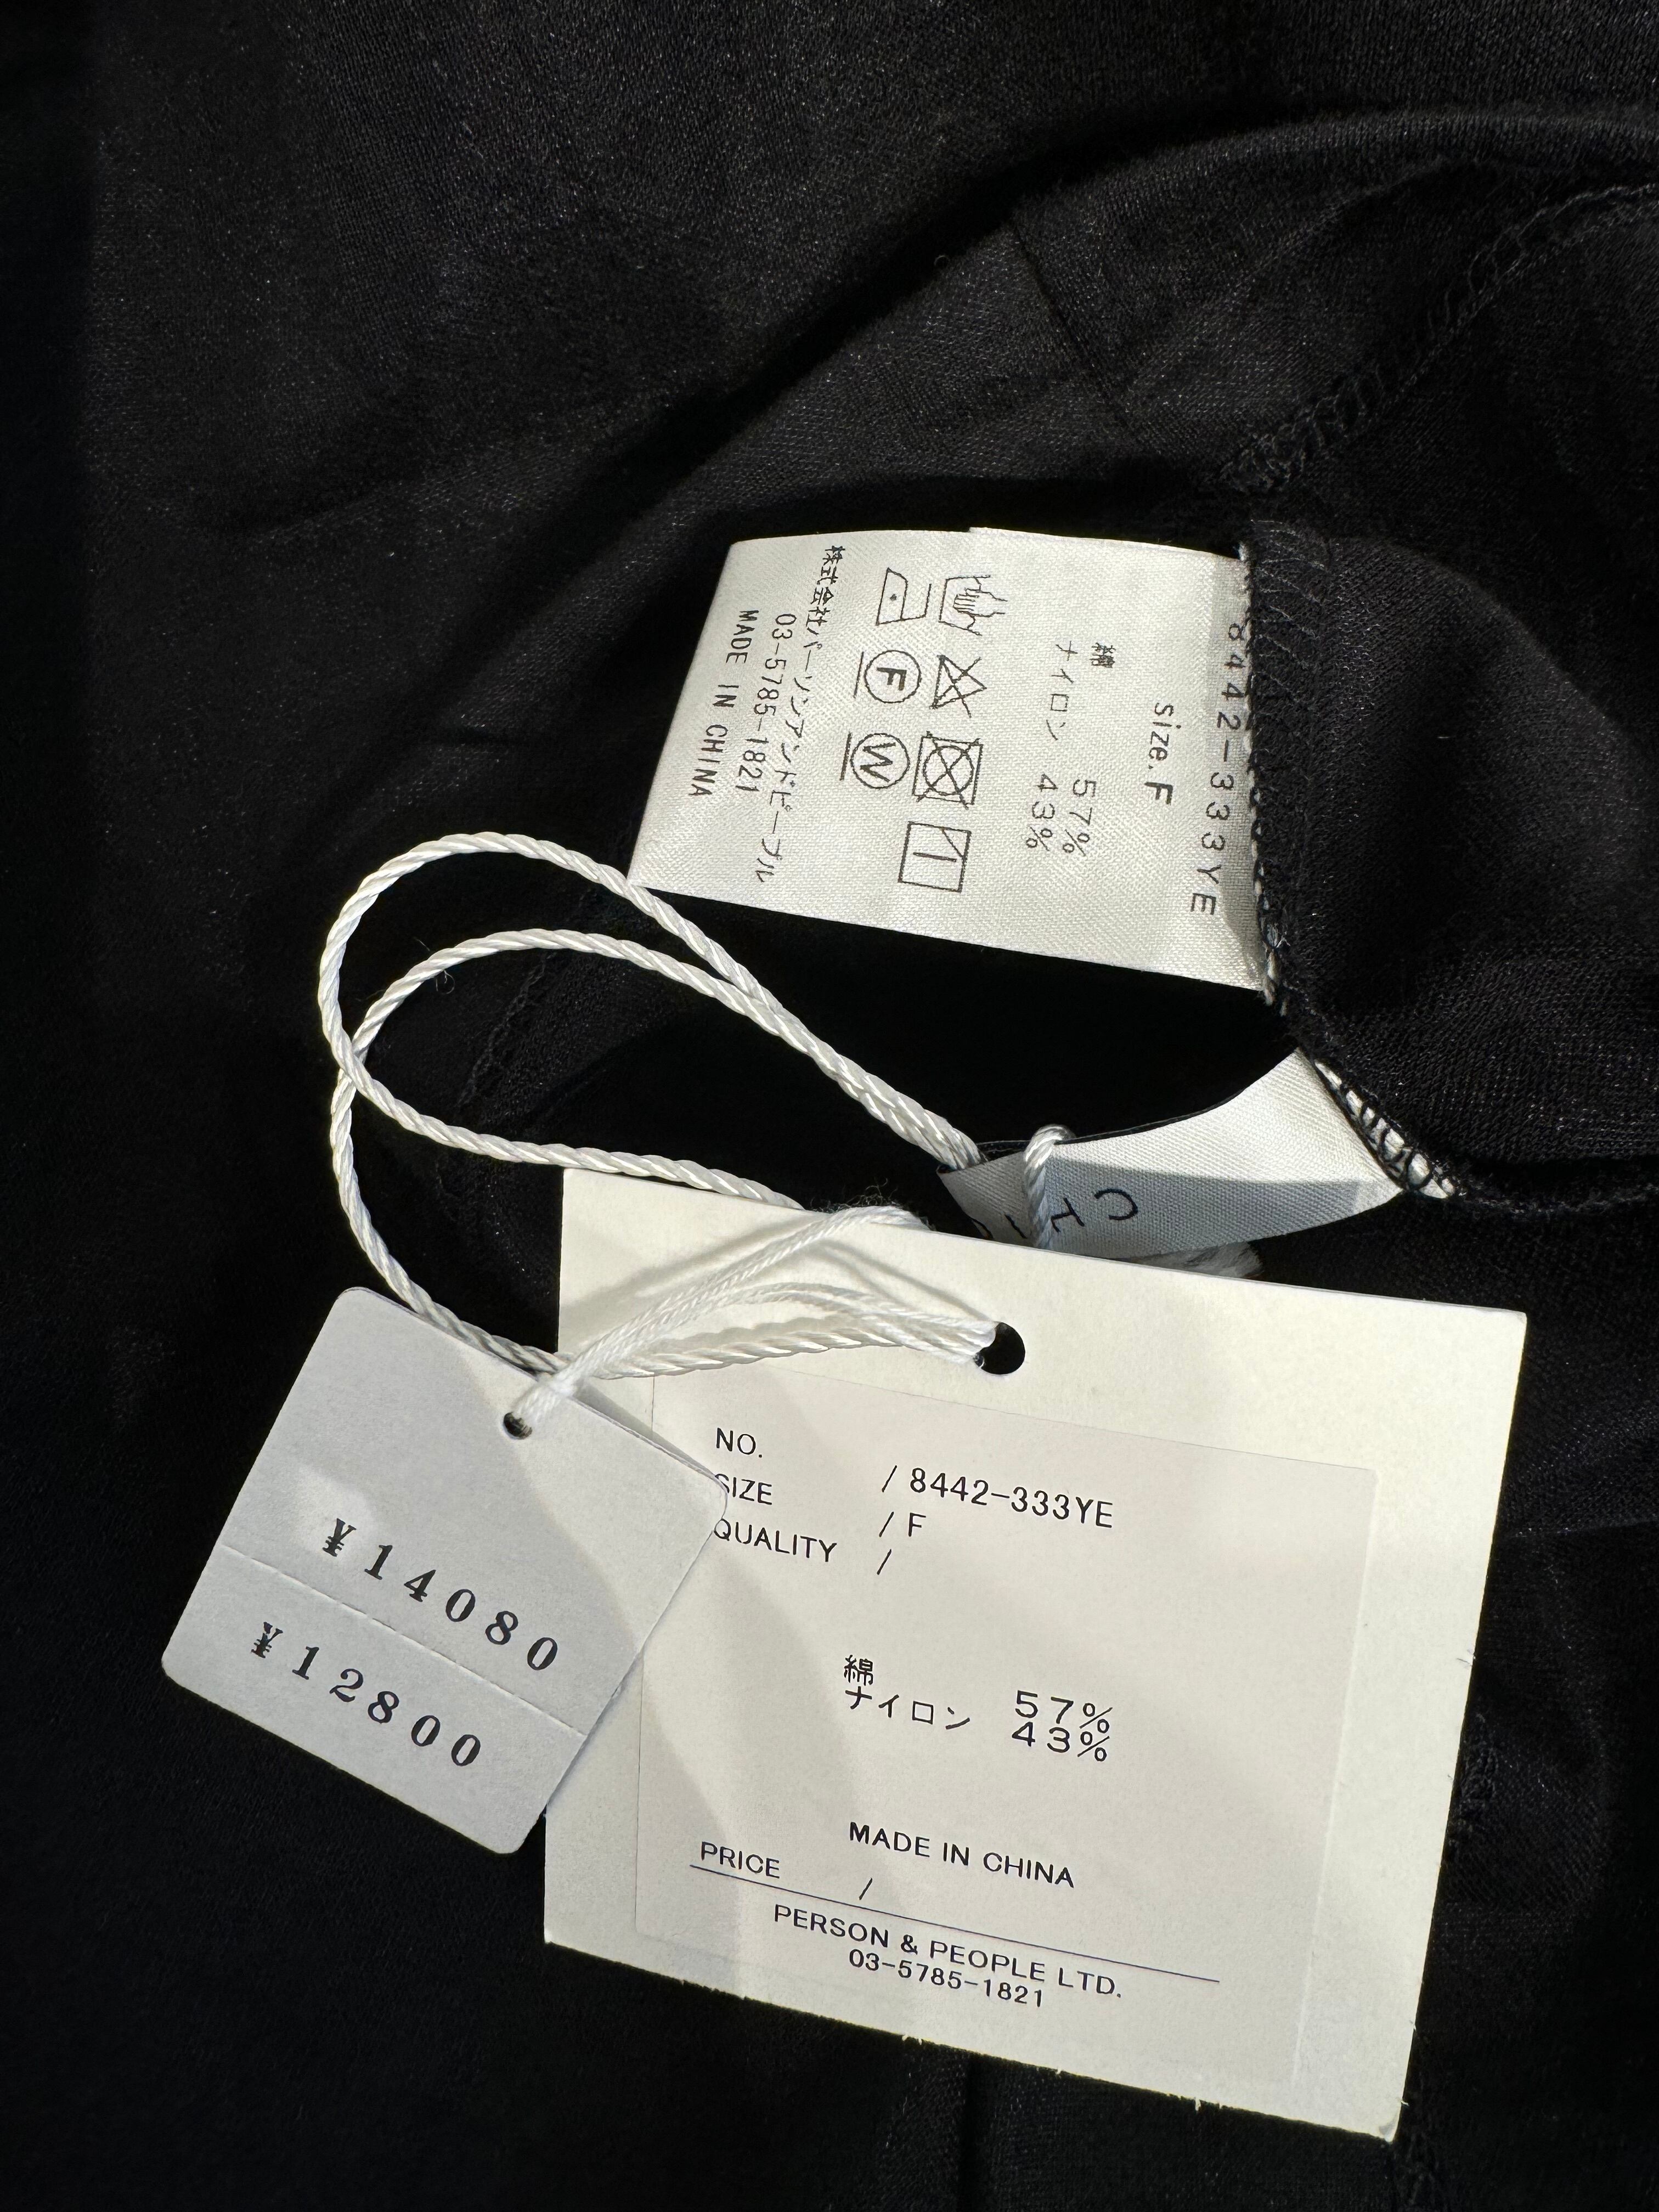 8442-333YE
size.F
綿 57%
ナイロン 43%
F
W
株式会社パーソンアンドピープル
03-5785-1821
MADE IN CHINA
NO. / 8442-333YE
SIZE / F
QUALITY /
綿 57%
ナイロン 43%
MADE IN CHINA
PRICE /
PERSON & PEOPLE LTD.
03-5785-1821
¥14080
¥12800